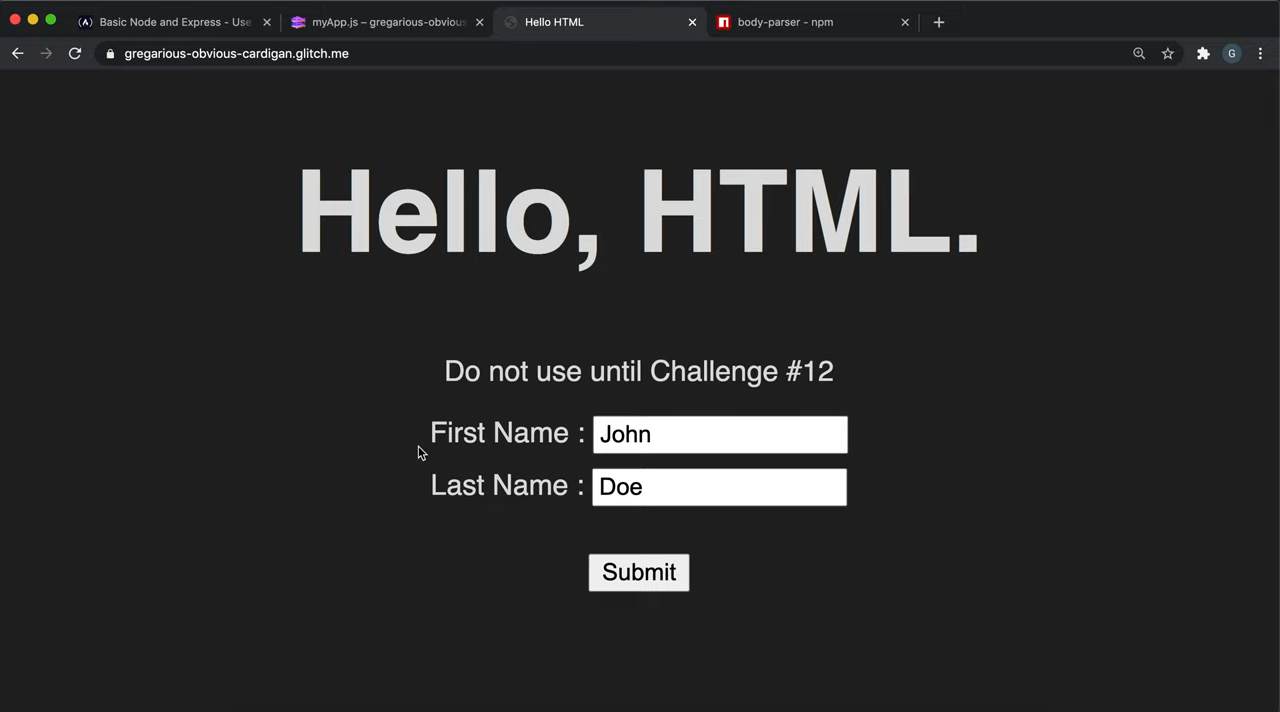 Basic Node and Express - Use
myApp.js – gregarious-obvious
Hello HTML
body-parser - npm
gregarious-obvious-cardigan.glitch.me
G
Hello, HTML.
Do not use until Challenge #12
First Name : John
Last Name : Doe
Submit